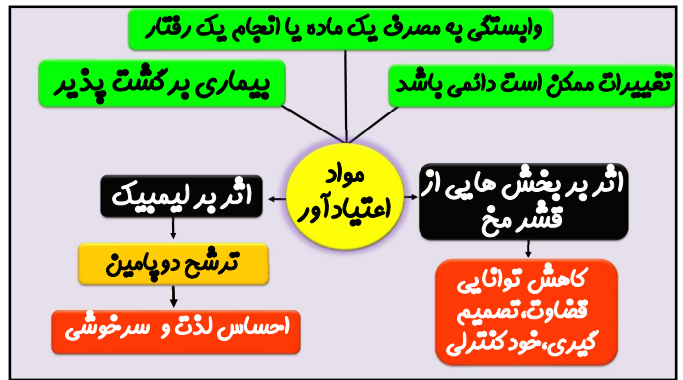 وابستگی به مصرف یک ماده یا انجام یک رفتار
تغییرات ممکن است دائمی باشد
بیماری برگشت پذیر
مواد
اعتیادآور
اثر بر بخش هایی از
قشر مخ
کاهش توانایی
قضاوت،تصمیم
گیری،خودکنترلی
اثر بر لیمبیک
ترشح دوپامین
احساس لذت و سرخوشی